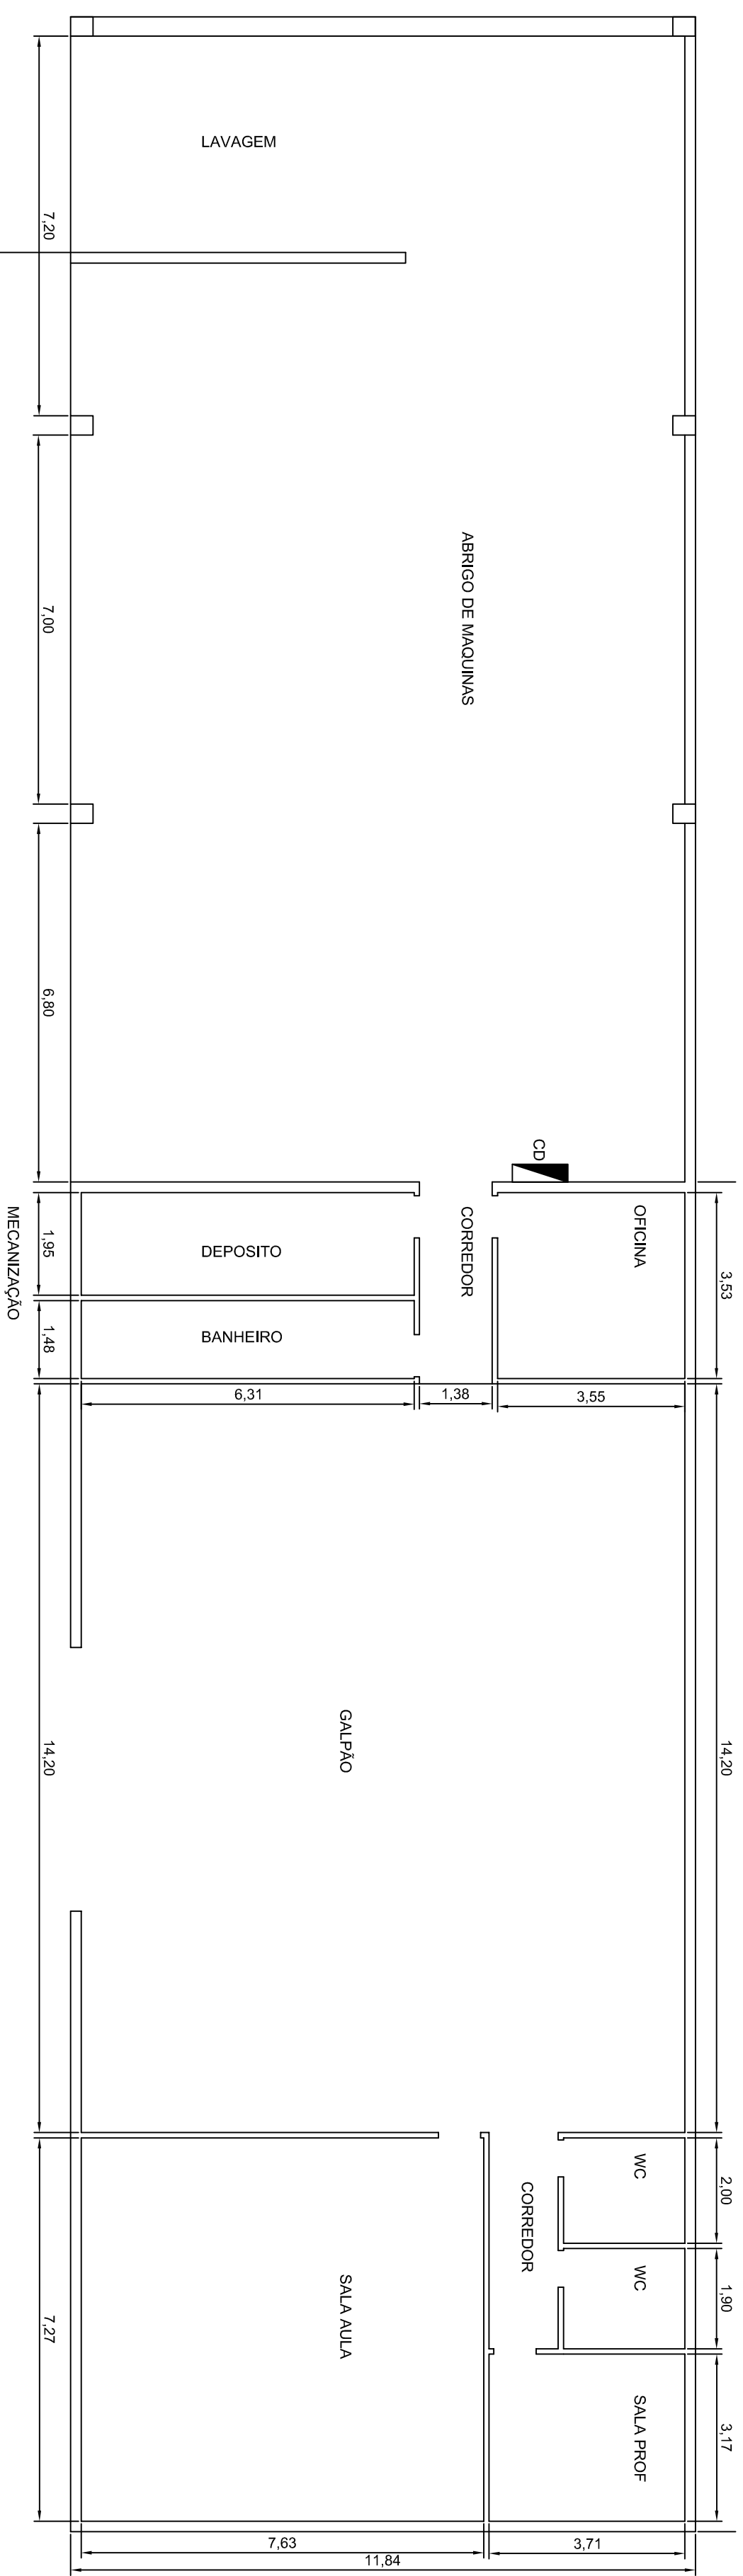 LAVAGEM
7,20
ABRIGO DE MAQUINAS
7,00
6,80
CD
OFICINA
CORREDOR
3,53
DEPOSITO
1,95
MECANIZAÇÃO
BANHEIRO
1,48
6,31
1,38
3,55
GALPÃO
14,20
14,20
WC
2,00
CORREDOR
WC
1,90
SALA AULA
7,27
SALA PROF
3,17
7,63
3,71
11,84